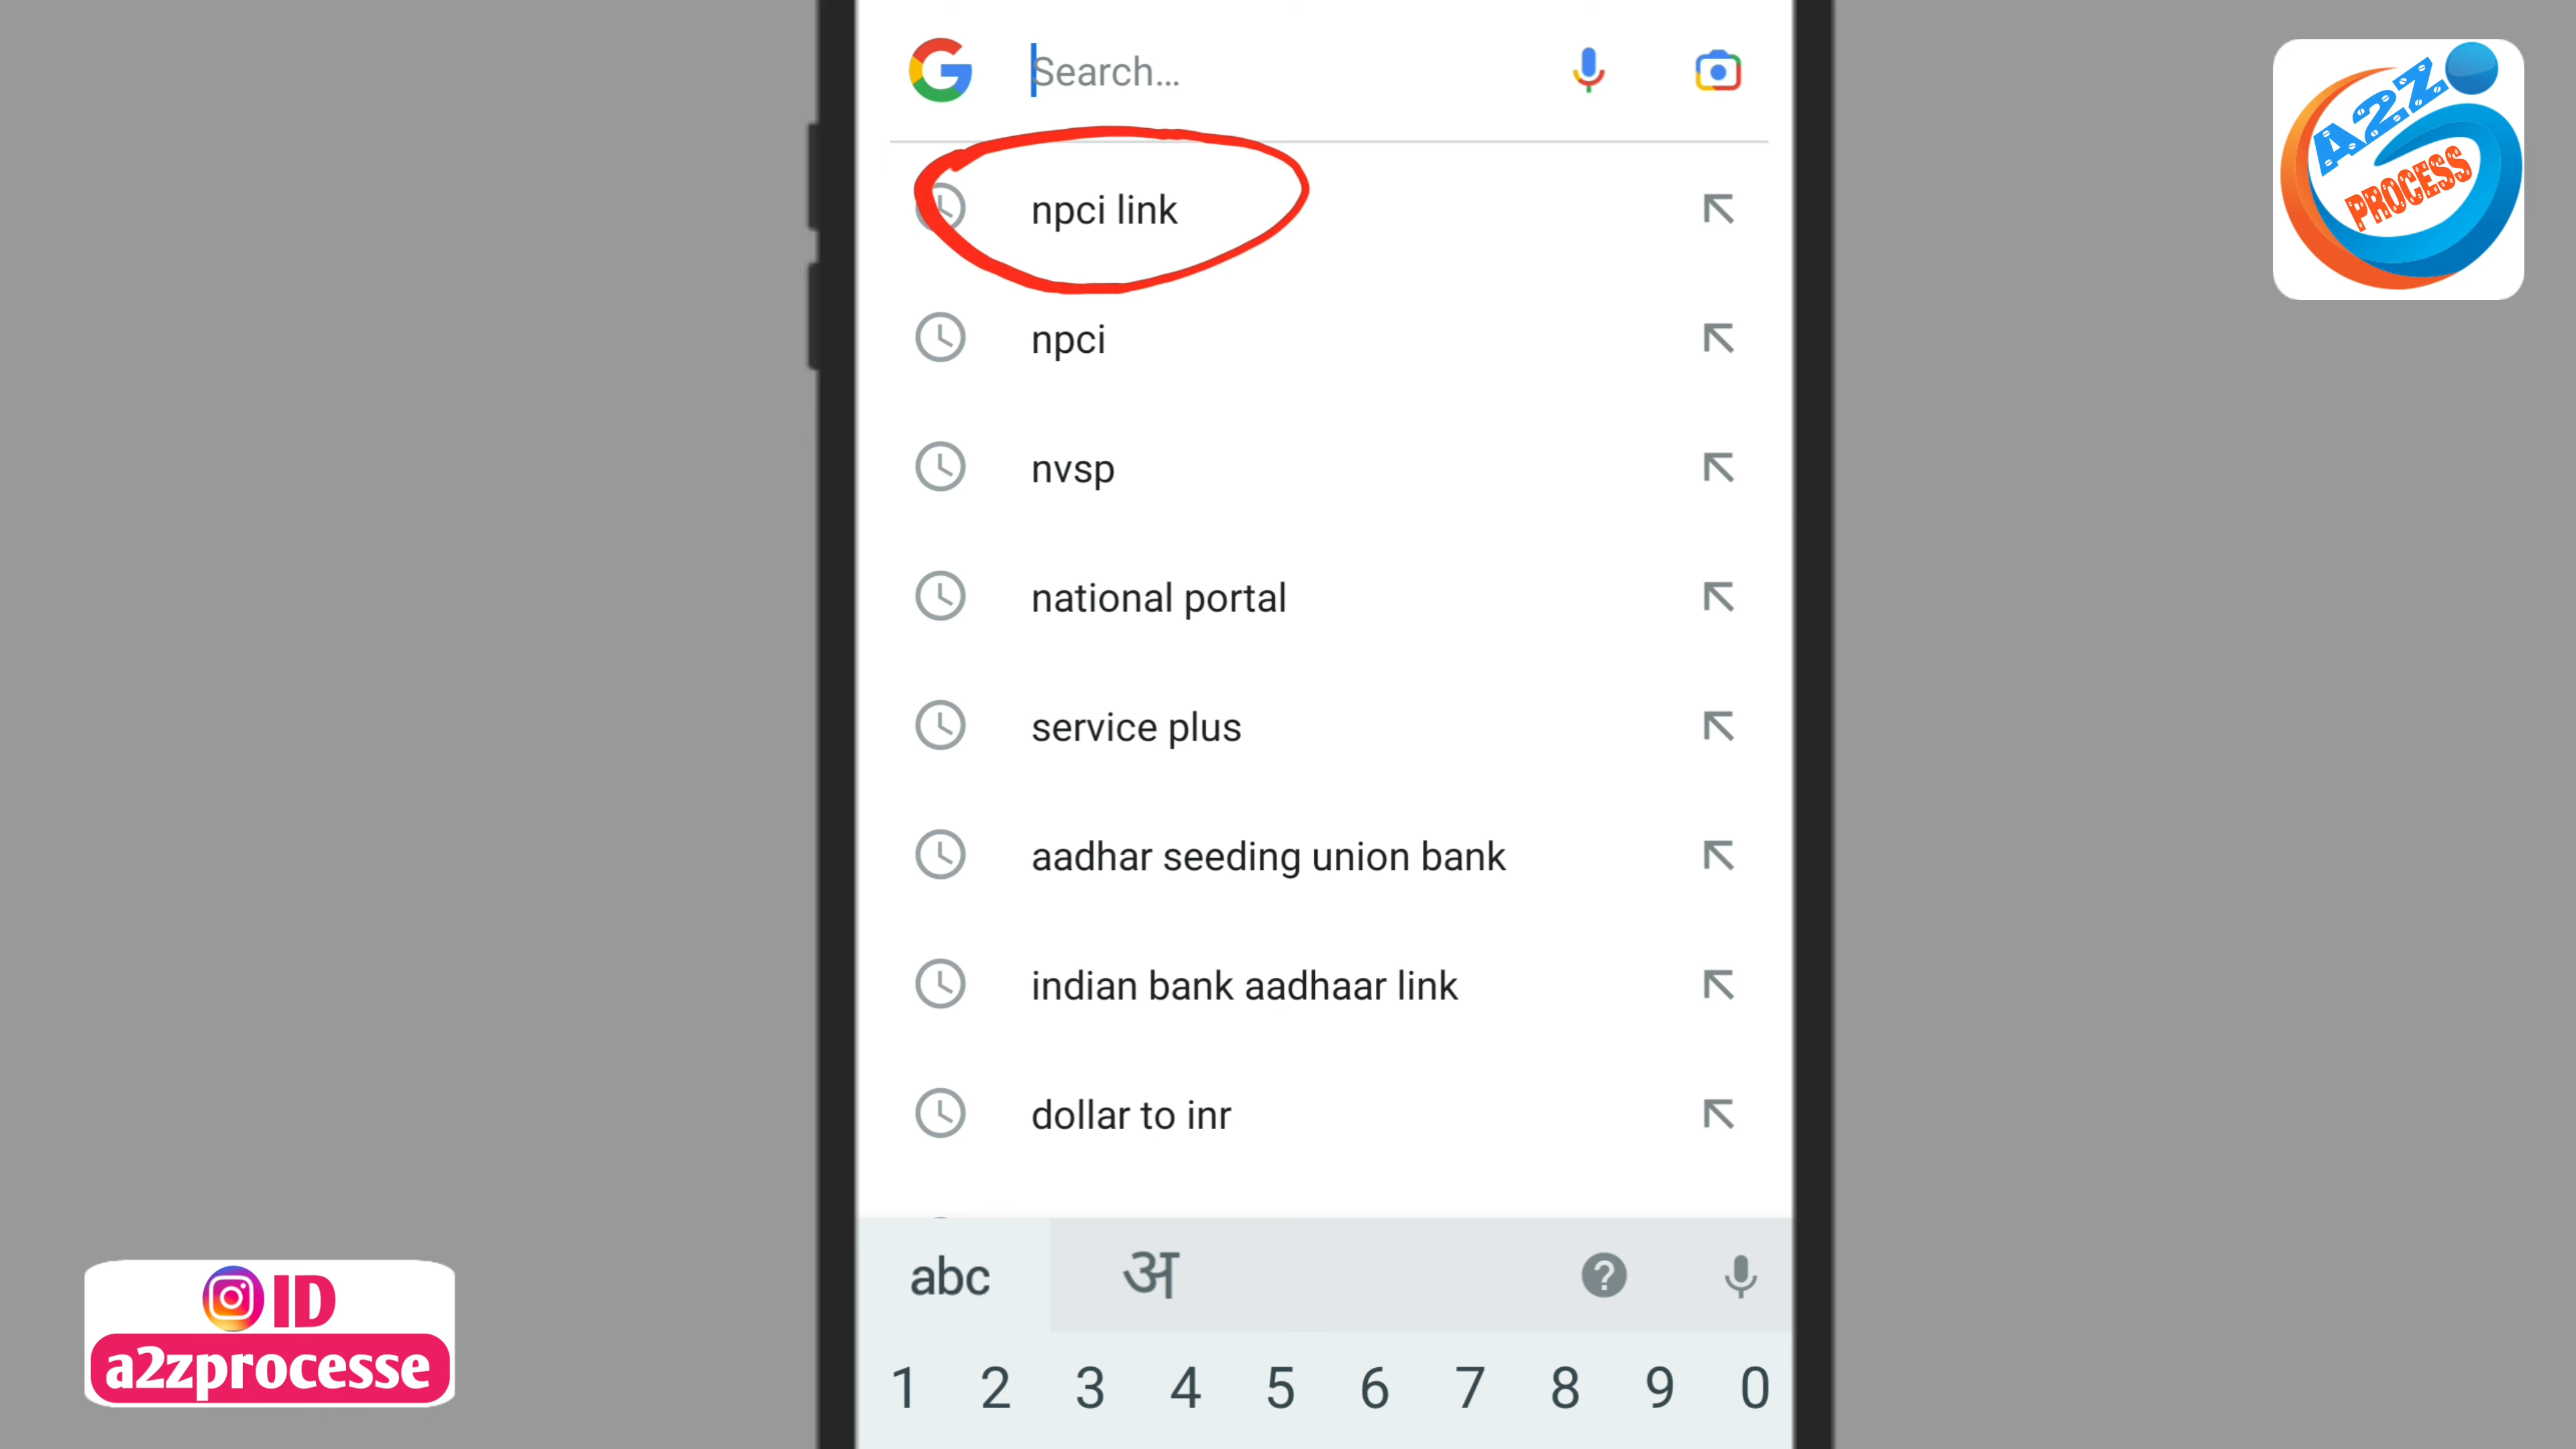 Search...
npci link
npci
nvsp
national portal
service plus
aadhar seeding union bank
indian bank aadhaar link
dollar to inr
abc अ
1 2 3 4 5 6 7 8 9 0
A2Z
PROCESS
ID
a2zprocesse